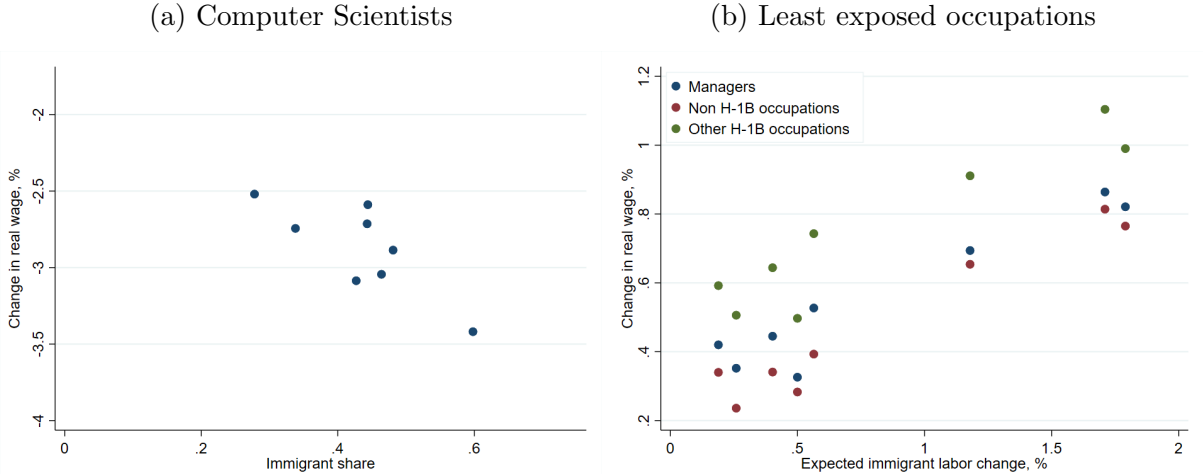 (a) Computer Scientists
Change in real wage, %
-2
-2.5
-3
-3.5
-4
0 .2 .4 .6
Immigrant share
(b) Least exposed occupations
Managers
Non H-1B occupations
Other H-1B occupations
Change in real wage, %
1.2
1
.8
.6
.4
.2
0 .5 1 1.5 2
Expected immigrant labor change, %